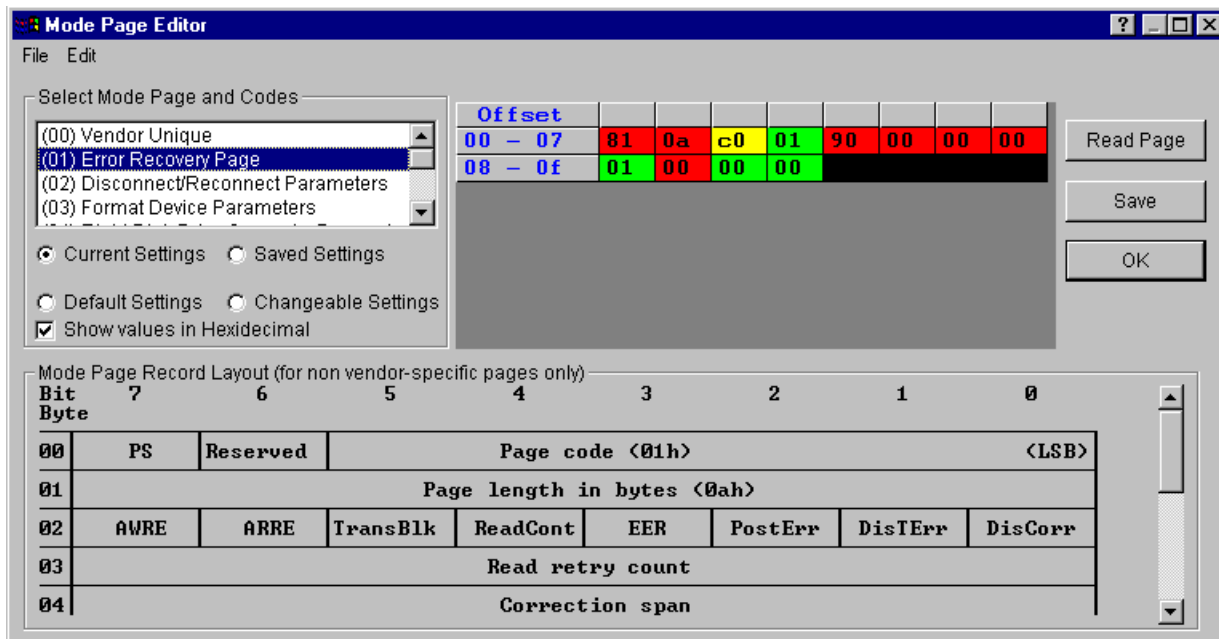 Mode Page Editor
File Edit
Select Mode Page and Codes
(00) Vendor Unique
(01) Error Recovery Page
(02) Disconnect/Reconnect Parameters
(03) Format Device Parameters
Current Settings Saved Settings
Default Settings Changeable Settings
Show values in Hexidecimal
Offset
00 - 07 81 0a c0 01 90 00 00 00
08 - 0f 01 00 00 00
Read Page
Save
OK
Mode Page Record Layout (for non vendor-specific pages only)
Bit 7 6 5 4 3 2 1 0
Byte
00 PS Reserved Page code (01h) (LSB)
01 Page length in bytes (0ah)
02 AWRE ARRE TransBlk ReadCont EER PostErr DisTErr DisCorr
03 Read retry count
04 Correction span